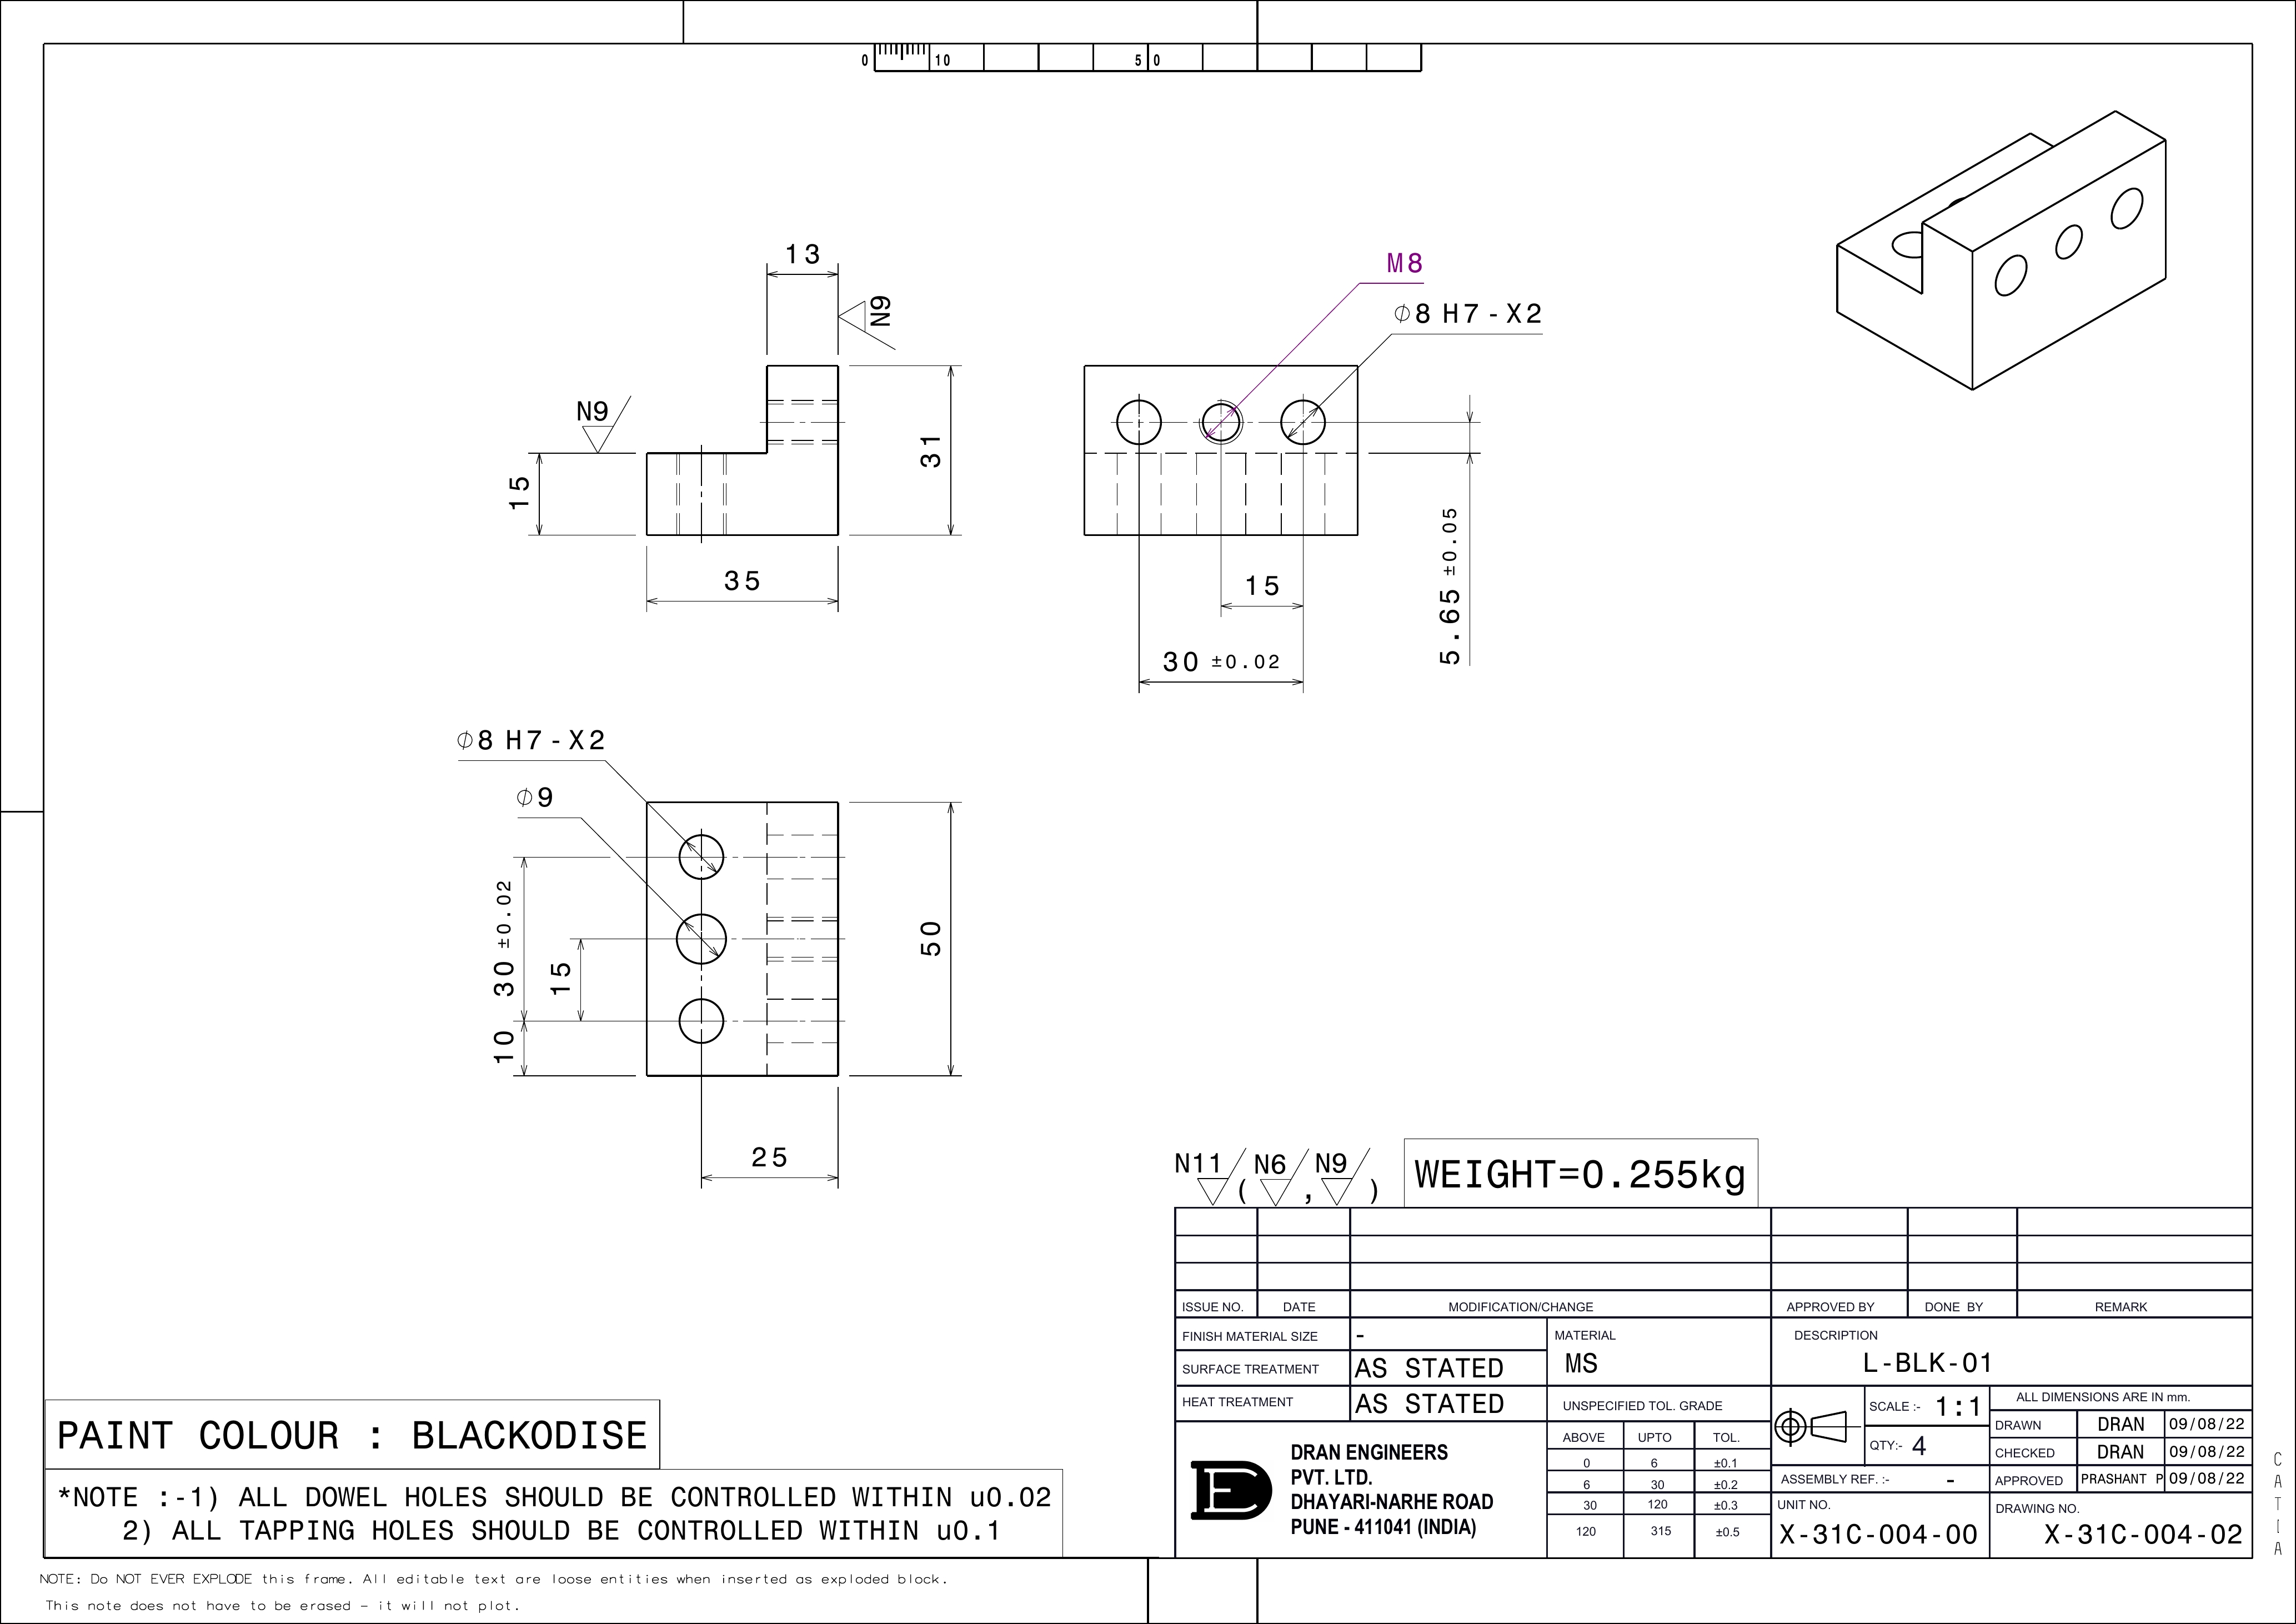 0 10 50
13
N9
M8
⌀8 H7-X2
N9
15
31
35
15
30 ±0.02
5.65 ±0.05
⌀8 H7-X2
⌀9
30 ±0.02
15
10
50
25
N11 ( N6 , N9 )
WEIGHT=0.255kg
ISSUE NO. DATE MODIFICATION/CHANGE APPROVED BY DONE BY REMARK
FINISH MATERIAL SIZE -
SURFACE TREATMENT AS STATED
HEAT TREATMENT AS STATED
MATERIAL
MS
DESCRIPTION
L-BLK-01
UNSPECIFIED TOL. GRADE
ABOVE UPTO TOL.
0 6 ±0.1
6 30 ±0.2
30 120 ±0.3
120 315 ±0.5
SCALE :- 1:1
QTY:- 4
ALL DIMENSIONS ARE IN mm.
DRAWN DRAN 09/08/22
CHECKED DRAN 09/08/22
APPROVED PRASHANT P 09/08/22
ASSEMBLY REF. :- -
UNIT NO.
X-31C-004-00
DRAWING NO.
X-31C-004-02
DE
DRAN ENGINEERS
PVT. LTD.
DHAYARI-NARHE ROAD
PUNE - 411041 (INDIA)
PAINT COLOUR : BLACKODISE
*NOTE :-1) ALL DOWEL HOLES SHOULD BE CONTROLLED WITHIN u0.02
2) ALL TAPPING HOLES SHOULD BE CONTROLLED WITHIN u0.1
NOTE: Do NOT EVER EXPLODE this frame. All editable text are loose entities when inserted as exploded block.
This note does not have to be erased - it will not plot.
CATIA